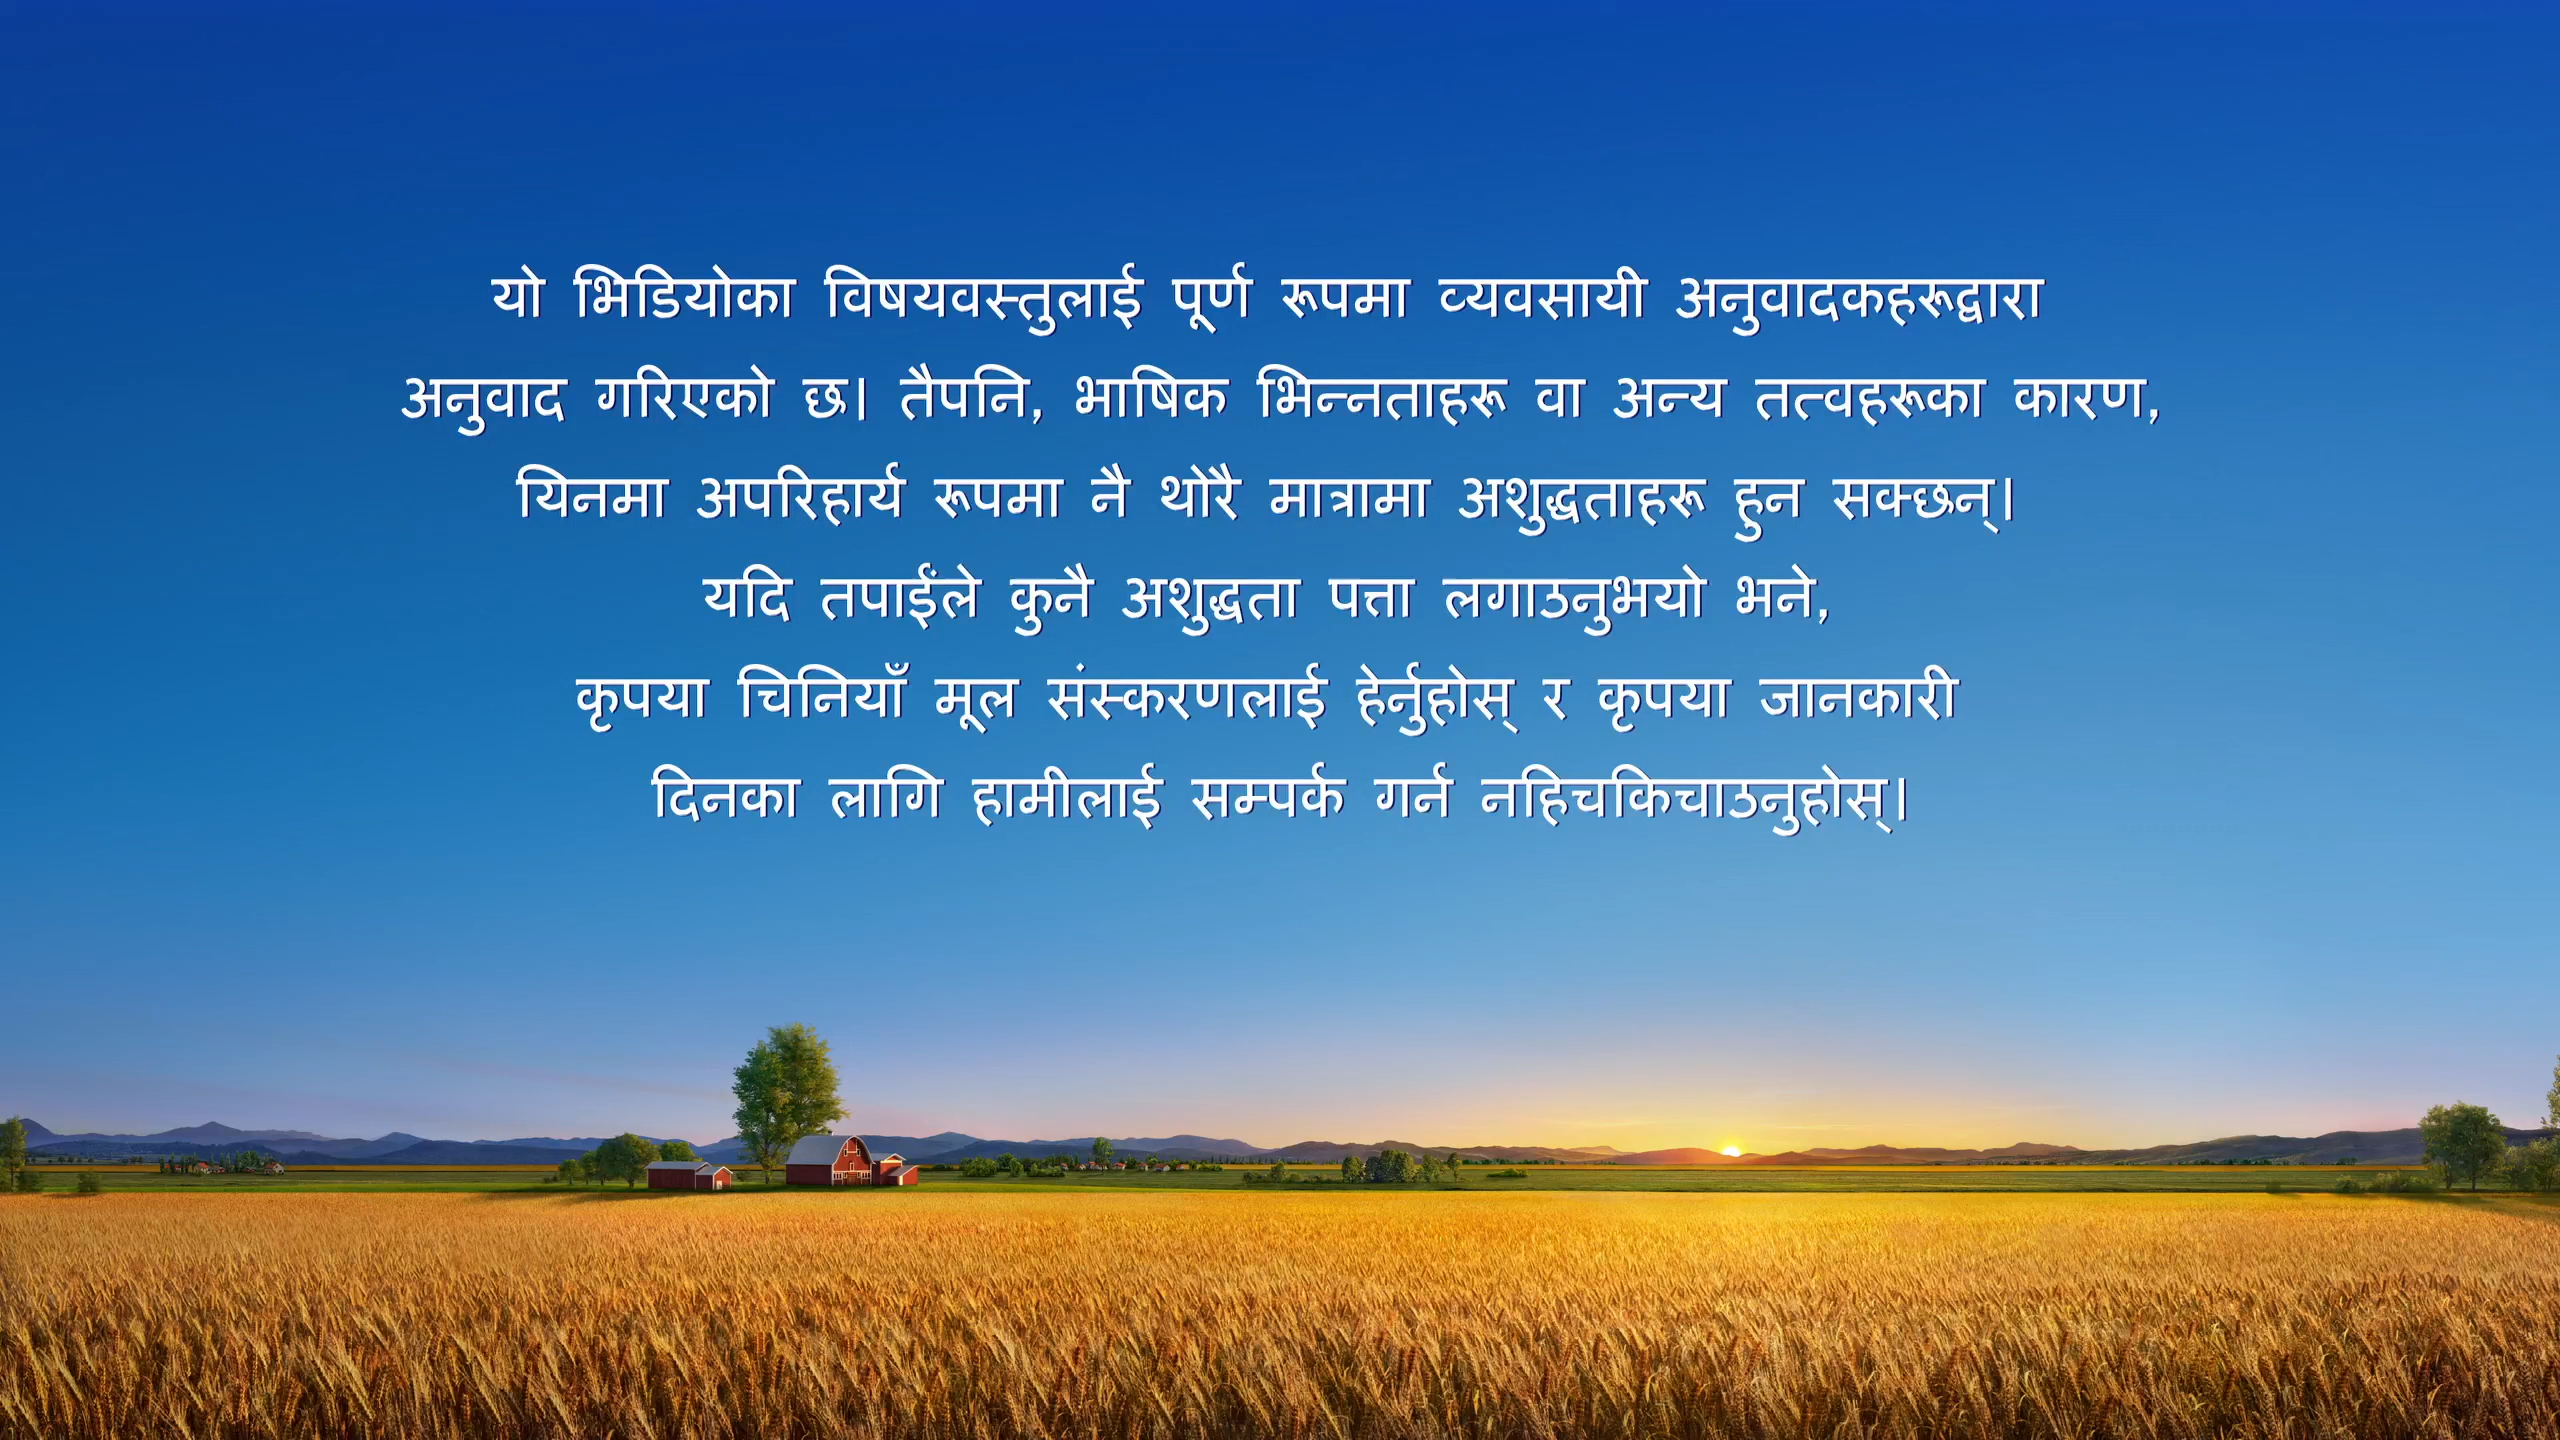 यो भिडियोका विषयवस्तुलाई पूर्ण रूपमा व्यवसायी अनुवादकहरूद्वारा
अनुवाद गरिएको छ। तैपनि, भाषिक भिन्नताहरू वा अन्य तत्वहरूका कारण,
यिनमा अपरिहार्य रूपमा नै थोरै मात्रामा अशुद्धताहरू हुन सक्छन्।
यदि तपाईंले कुनै अशुद्धता पत्ता लगाउनुभयो भने,
कृपया चिनियाँ मूल संस्करणलाई हेर्नुहोस् र कृपया जानकारी
दिनका लागि हामीलाई सम्पर्क गर्न नहिचकिचाउनुहोस्।